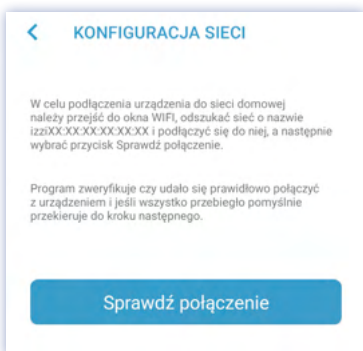 KONFIGURACJA SIECI
W celu podłączenia urządzenia do sieci domowej
należy przejść do okna WIFI, odszukać sieć o nazwie
izziXX:XX:XX:XX:XX:XX i podłączyć się do niej, a następnie
wybrać przycisk Sprawdź połączenie.
Program zweryfikuje czy udało się prawidłowo połączyć
z urządzeniem i jeśli wszystko przebiegło pomyślnie
przekieruje do kroku następnego.
Sprawdź połączenie